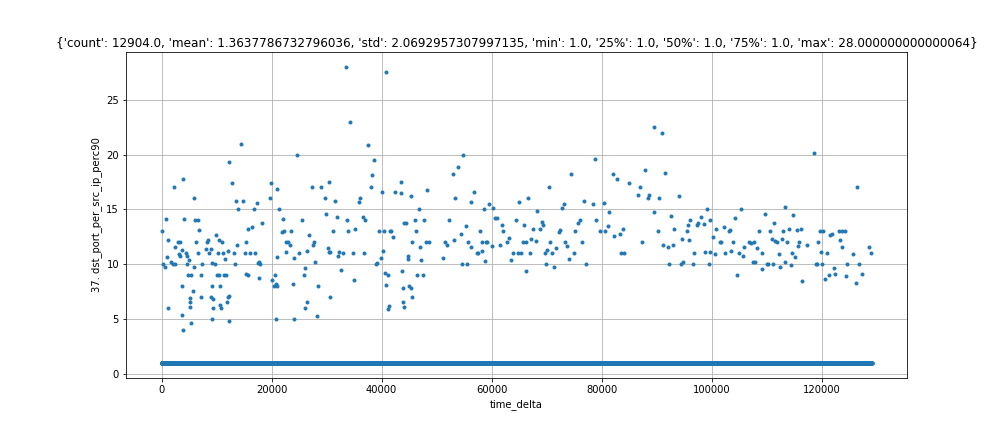 {'count': 12904.0, 'mean': 1.3637786732796036, 'std': 2.0692957307997135, 'min': 1.0, '25%': 1.0, '50%': 1.0, '75%': 1.0, 'max': 28.000000000000064}
37. dst_port_per_src_ip_perc90
25
20
15
10
5
0
0 20000 40000 60000 80000 100000 120000
time_delta